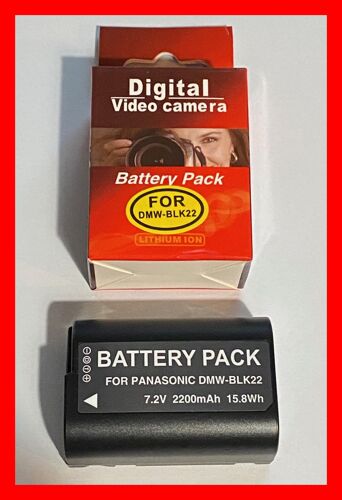 Digital
Video camera
Battery Pack
FOR
DMW-BLK22
LITHIUM ION
BATTERY PACK
FOR PANASONIC DMW-BLK22
7.2V 2200mAh 15.8Wh